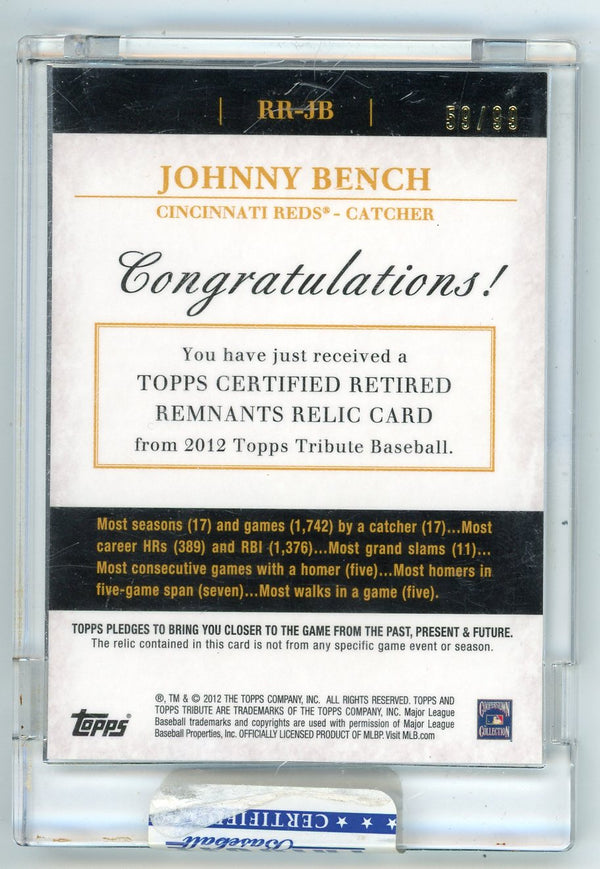 RR-JB
59/99
JOHNNY BENCH
CINCINNATI REDS® - CATCHER
Congratulations!
You have just received a
TOPPS CERTIFIED RETIRED
REMNANTS RELIC CARD
from 2012 Topps Tribute Baseball.
Most seasons (17) and games (1,742) by a catcher (17)...Most
career HRs (389) and RBI (1,376)...Most grand slams (11)...
Most consecutive games with a homer (five)...Most homers in
five-game span (seven)...Most walks in a game (five).
TOPPS PLEDGES TO BRING YOU CLOSER TO THE GAME FROM THE PAST, PRESENT & FUTURE.
The relic contained in this card is not from any specific game event or season.
®, TM & © 2012 THE TOPPS COMPANY, INC. ALL RIGHTS RESERVED. TOPPS AND
TOPPS TRIBUTE ARE TRADEMARKS OF THE TOPPS COMPANY, INC. Major League
Baseball trademarks and copyrights are used with permission of Major League
Baseball Properties, Inc. OFFICIALLY LICENSED PRODUCT OF MLBP. Visit MLB.com
Topps
COOPERSTOWN
COLLECTION
CERTIFIED
Baseball